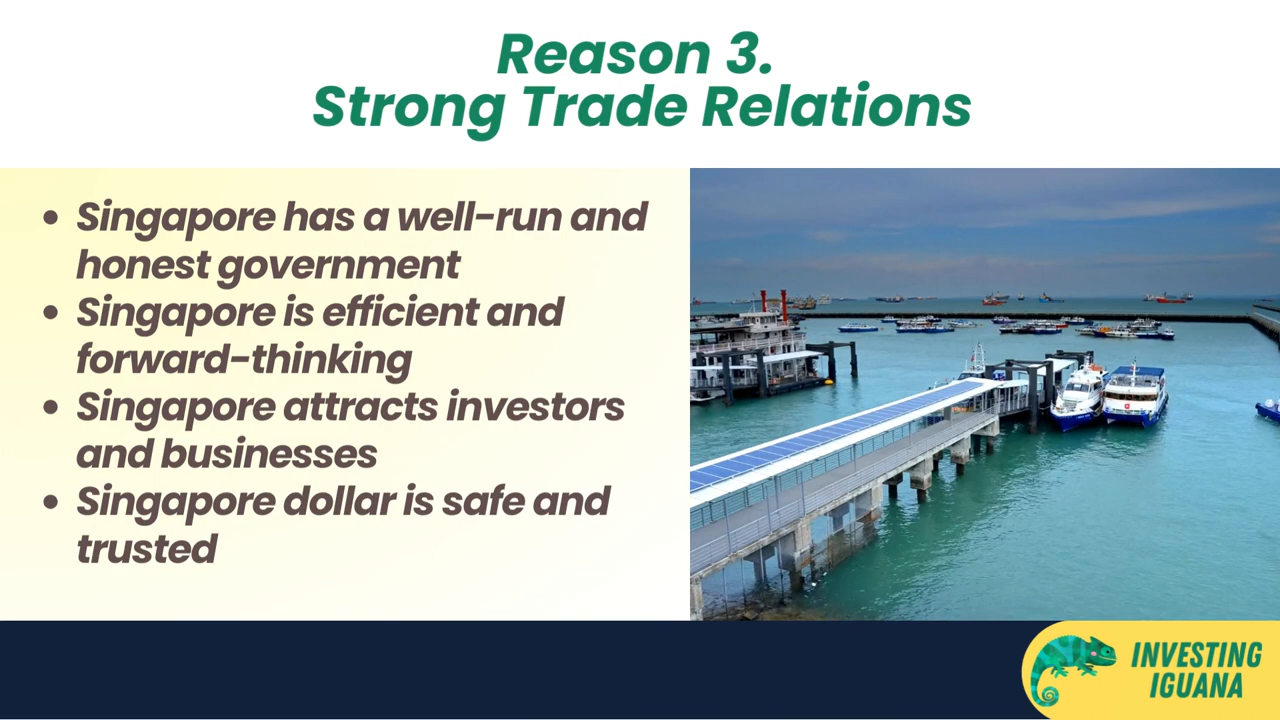 Reason 3.
Strong Trade Relations
• Singapore has a well-run and
honest government
• Singapore is efficient and
forward-thinking
• Singapore attracts investors
and businesses
• Singapore dollar is safe and
trusted
INVESTING
IGUANA